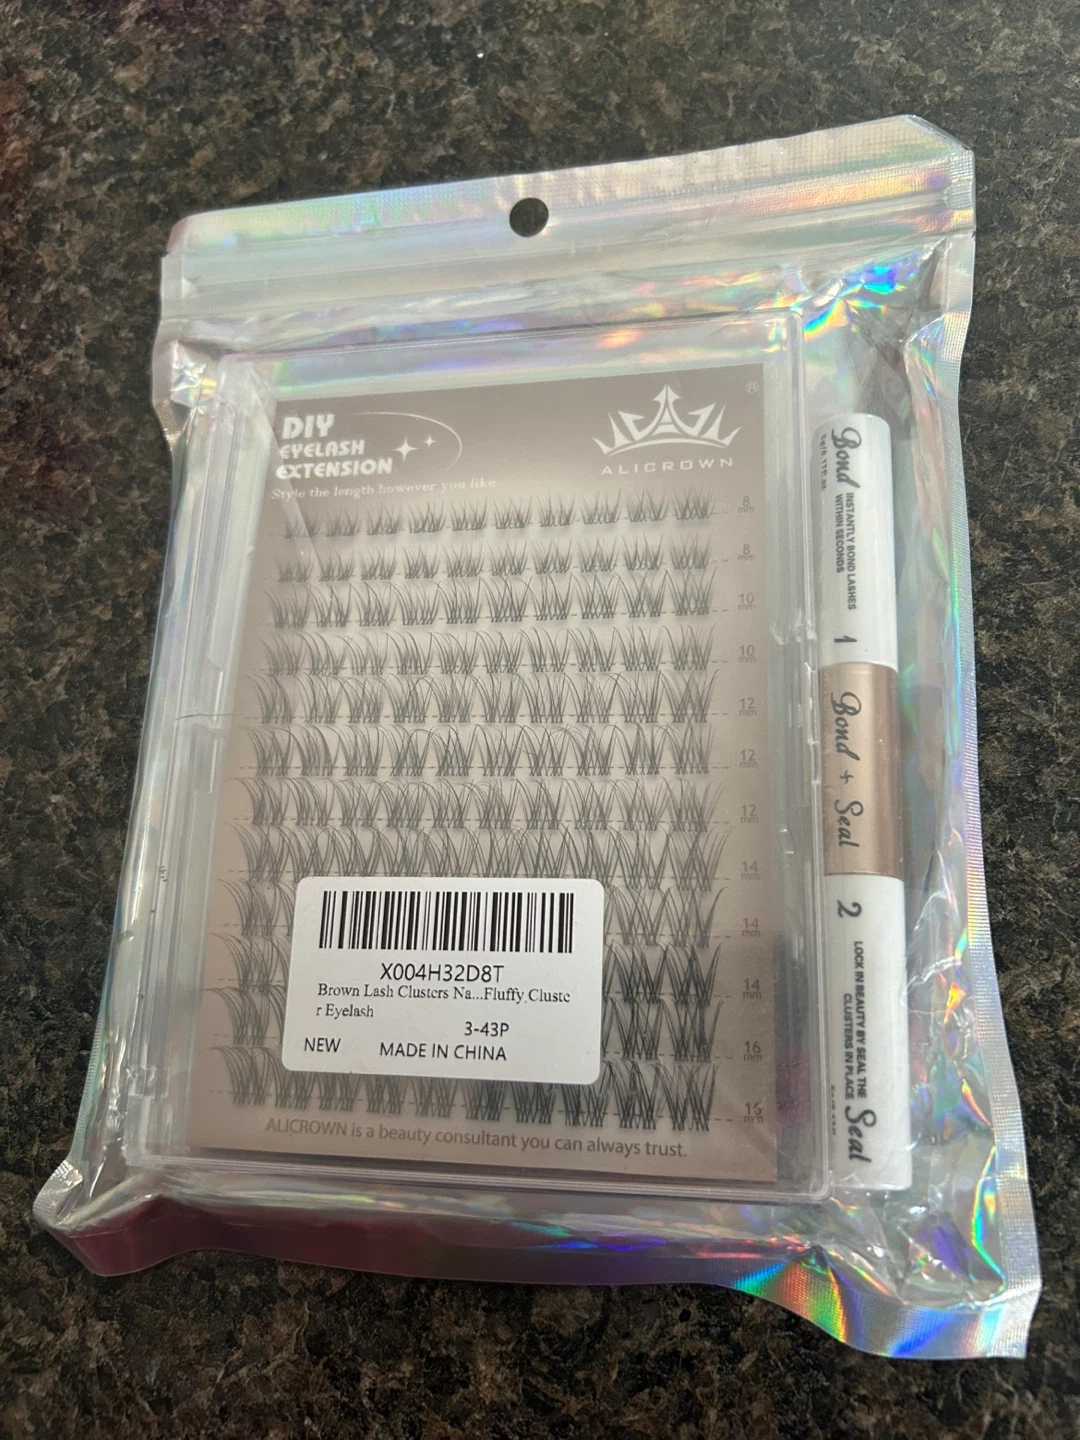 DIY
EYELASH
EXTENSION
Style the length however you like
®
ALICROWN
8
mm
8
mm
10
mm
10
mm
12
mm
12
mm
12
mm
14
mm
14
mm
14
mm
16
mm
16
mm
X004H32D8T
Brown Lash Clusters Na...Fluffy Cluste
r Eyelash
3-43P
NEW MADE IN CHINA
ALICROWN is a beauty consultant you can always trust.
Bond
INSTANTLY BOND LASHES
WITHIN SECONDS
1
Bond + Seal
2
LOCK IN BEAUTY BY SEAL THE
CLUSTERS IN PLACE
Seal